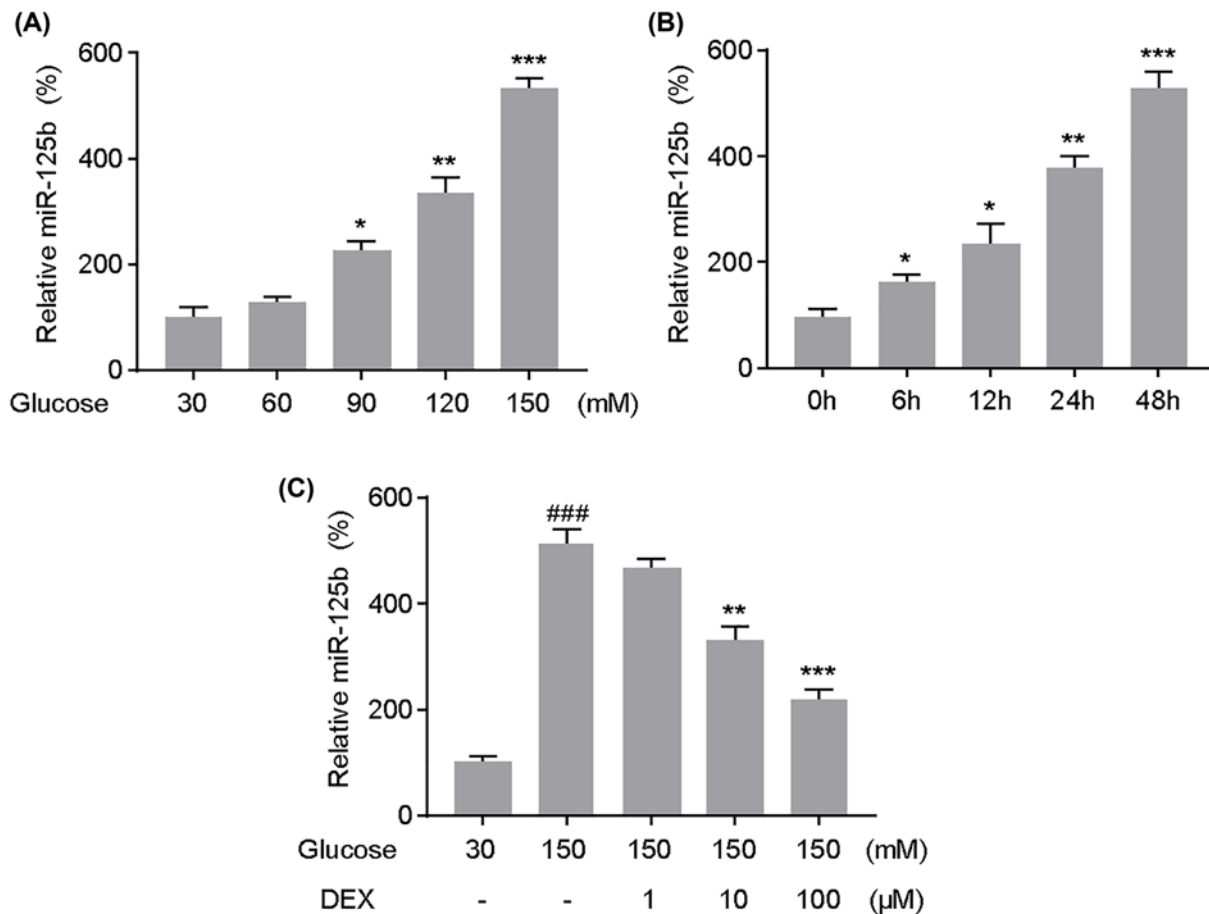 (A)
Relative miR-125b (%)
600
400
200
0
*
**
***
Glucose 30 60 90 120 150 (mM)
(B)
Relative miR-125b (%)
600
400
200
0
*
*
**
***
0h 6h 12h 24h 48h
(C)
Relative miR-125b (%)
600
400
200
0
###
**
***
Glucose 30 150 150 150 150 (mM)
DEX - - 1 10 100 (μM)